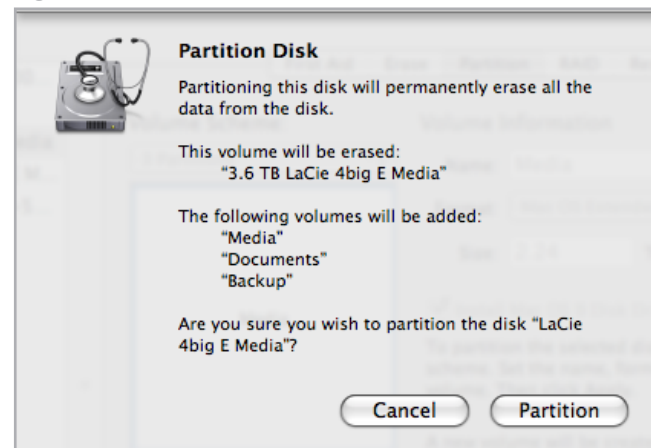 Partition Disk
Partitioning this disk will permanently erase all the
data from the disk.
This volume will be erased:
“3.6 TB LaCie 4big E Media”
The following volumes will be added:
“Media”
“Documents”
“Backup”
Are you sure you wish to partition the disk “LaCie
4big E Media”?
Cancel
Partition